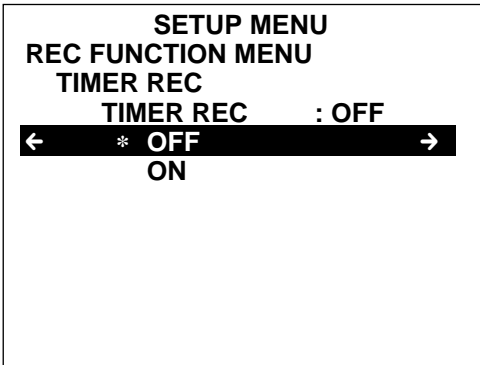 SETUP MENU
REC FUNCTION MENU
TIMER REC
TIMER REC : OFF
← * OFF →
ON